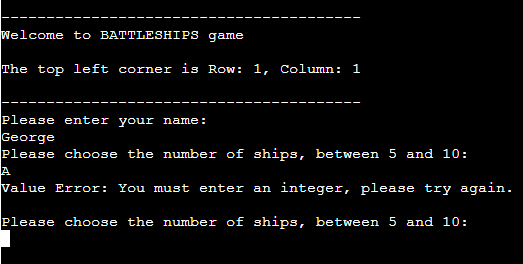 ---------------------------------------
Welcome to BATTLESHIPS game
The top left corner is Row: 1, Column: 1
---------------------------------------
Please enter your name:
George
Please choose the number of ships, between 5 and 10:
A
Value Error: You must enter an integer, please try again.
Please choose the number of ships, between 5 and 10: